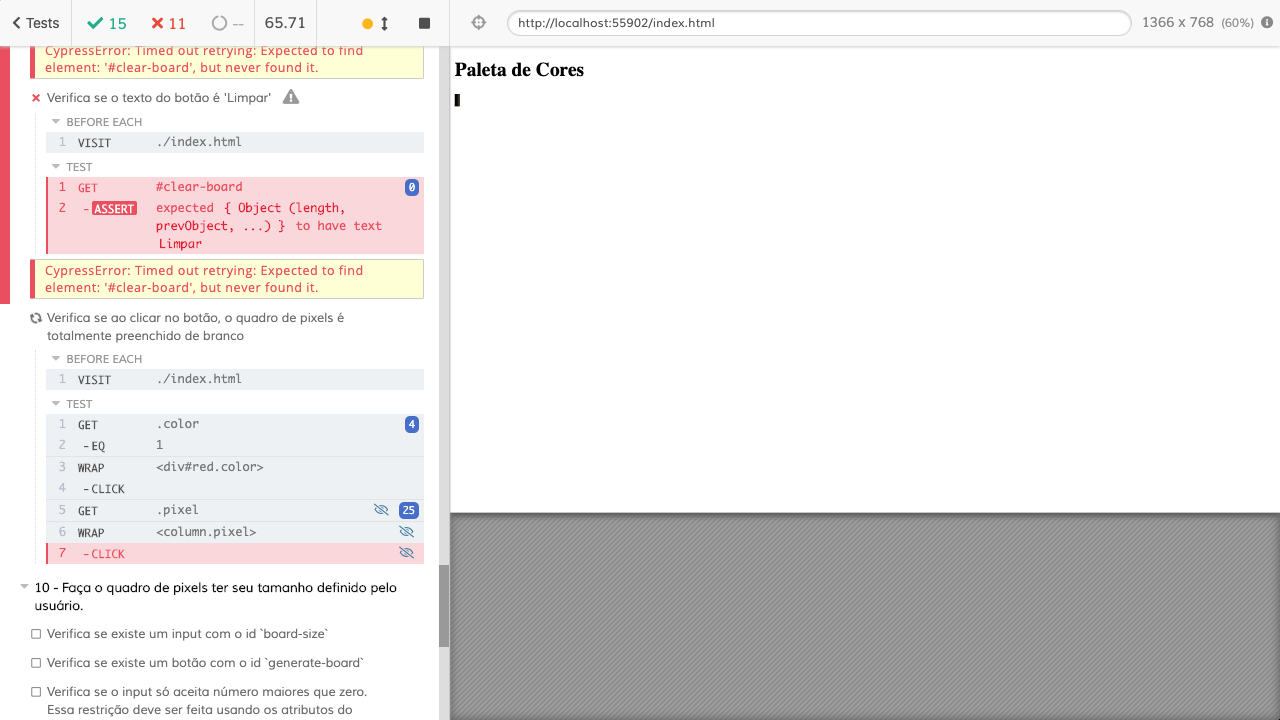 Tests 15 11 -- 65.71 http://localhost:55902/index.html 1366 x 768 (60%)
CypressError: Timed out retrying: Expected to find
element: '#clear-board', but never found it.
Verifica se o texto do botão é 'Limpar'
BEFORE EACH
1 VISIT ./index.html
TEST
1 GET #clear-board 0
2 -ASSERT expected { Object (length,
prevObject, ...) } to have text
Limpar
CypressError: Timed out retrying: Expected to find
element: '#clear-board', but never found it.
Verifica se ao clicar no botão, o quadro de pixels é
totalmente preenchido de branco
BEFORE EACH
1 VISIT ./index.html
TEST
1 GET .color 4
2 -EQ 1
3 WRAP <div#red.color>
4 -CLICK
5 GET .pixel 25
6 WRAP <column.pixel>
7 -CLICK
10 - Faça o quadro de pixels ter seu tamanho definido pelo
usuário.
Verifica se existe um input com o id `board-size`
Verifica se existe um botão com o id `generate-board`
Verifica se o input só aceita número maiores que zero.
Essa restrição deve ser feita usando os atributos do
Paleta de Cores